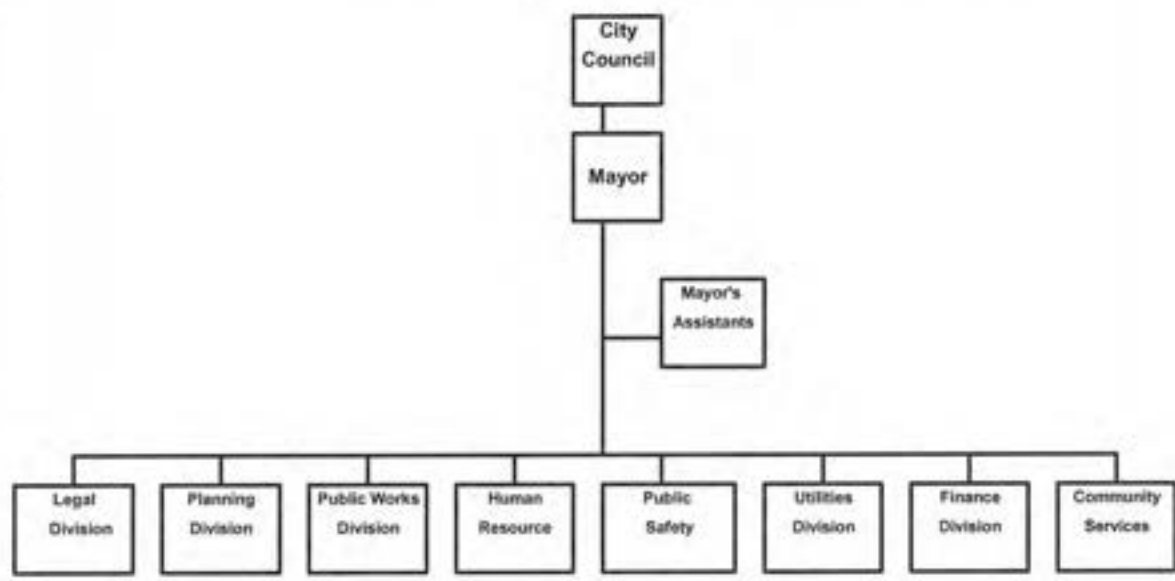 City
Council
Mayor
Mayor's
Assistants
Legal
Division
Planning
Division
Public Works
Division
Human
Resource
Public
Safety
Utilities
Division
Finance
Division
Community
Services